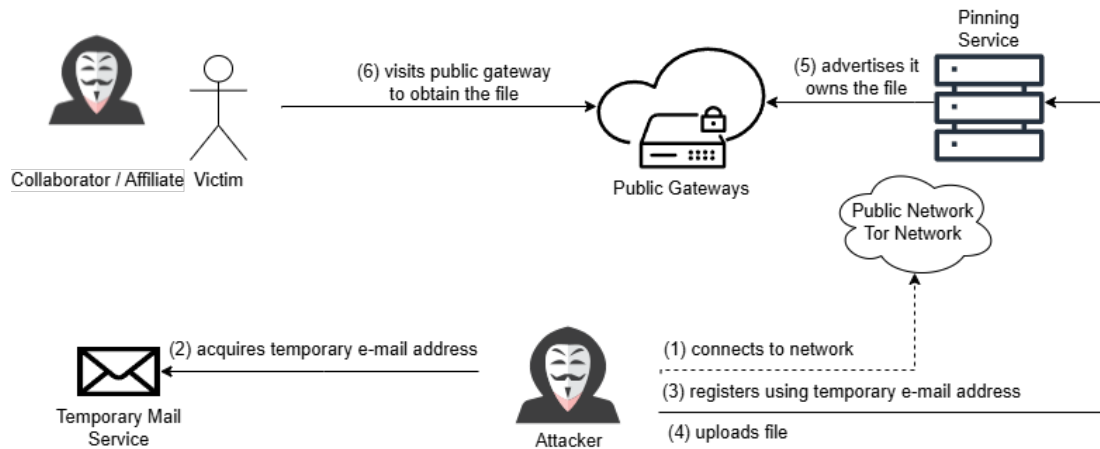 Pinning
Service
(6) visits public gateway
to obtain the file
(5) advertises it
owns the file
Collaborator / Affiliate
Victim
Public Gateways
Public Network
Tor Network
(2) acquires temporary e-mail address
(1) connects to network
(3) registers using temporary e-mail address
(4) uploads file
Temporary Mail
Service
Attacker